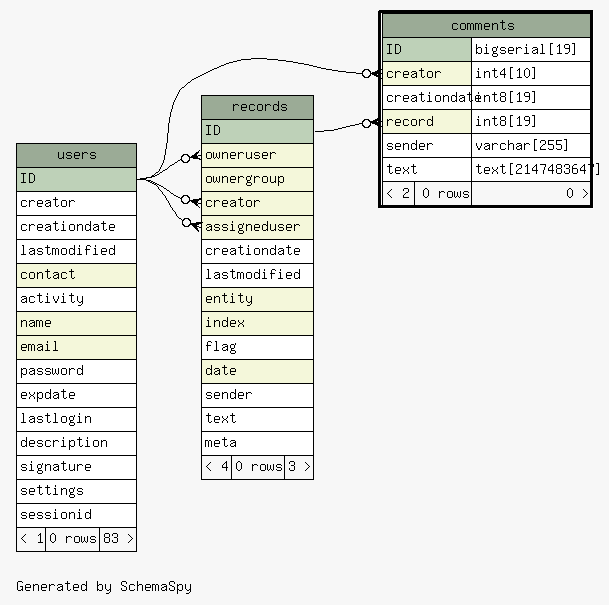 comments
ID bigserial[19]
creator int4[10]
creationdate int8[19]
record int8[19]
sender varchar[255]
text text[2147483647]
< 2 0 rows 0 >
records
ID
owneruser
ownergroup
creator
assigneduser
creationdate
lastmodified
entity
index
flag
date
sender
text
meta
< 4 0 rows 3 >
users
ID
creator
creationdate
lastmodified
contact
activity
name
email
password
expdate
lastlogin
description
signature
settings
sessionid
< 1 0 rows 83 >
Generated by SchemaSpy